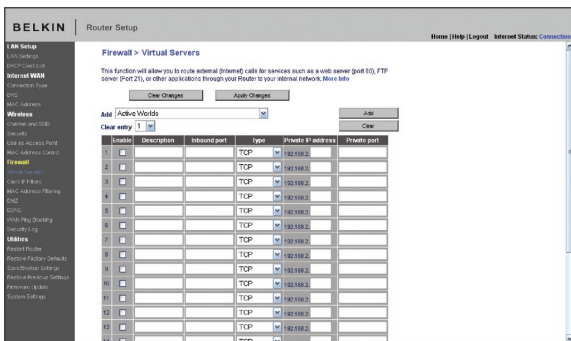 BELKIN
Router Setup
Home | Help | Logout Internet Status: Connection
LAN Setup
LAN Settings
DHCP Client List
Internet WAN
Connection Type
DNS
MAC Address
Wireless
Channel and SSID
Security
Use as Access Point
MAC Address Control
Firewall
Virtual Servers
Client IP Filters
MAC Address Filtering
DMZ
DDNS
WAN Ping Blocking
Security Log
Utilities
Restart Router
Restore Factory Defaults
Save/Backup Settings
Restore Previous Settings
Firmware Update
System Settings
Firewall > Virtual Servers
This function will allow you to route external (Internet) calls for services such as a web server (port 80), FTP
server (Port 21), or other applications through your Router to your internal network. More Info
Clear Changes Apply Changes
Add Active Worlds Add
Clear entry 1 Clear
Enable Description Inbound port Type Private IP address Private port
1 TCP 192.168.2.
2 TCP 192.168.2.
3 TCP 192.168.2.
4 TCP 192.168.2.
5 TCP 192.168.2.
6 TCP 192.168.2.
7 TCP 192.168.2.
8 TCP 192.168.2.
9 TCP 192.168.2.
10 TCP 192.168.2.
11 TCP 192.168.2.
12 TCP 192.168.2.
13 TCP 192.168.2.